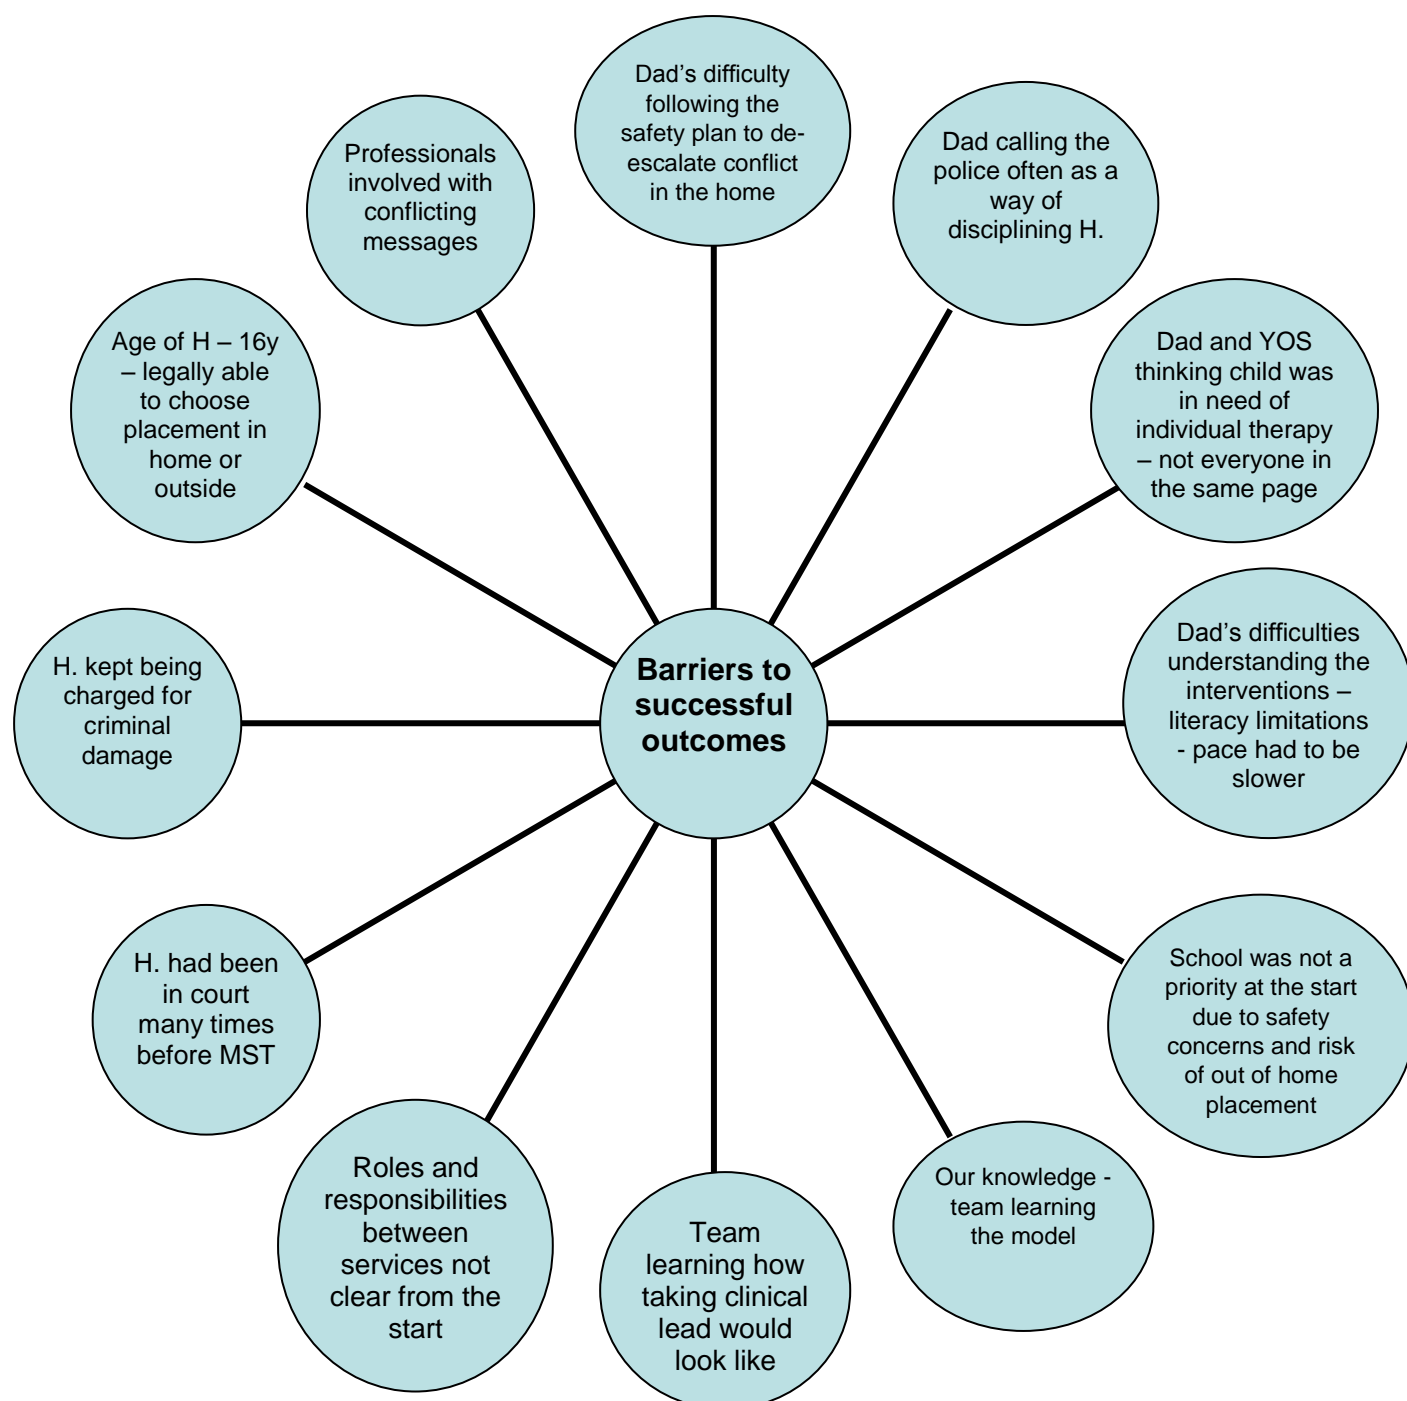 Dad's difficulty
following the
safety plan to de-
escalate conflict
in the home
Dad calling the
police often as a
way of
disciplining H.
Dad and YOS
thinking child was
in need of
individual therapy
– not everyone in
the same page
Dad's difficulties
understanding the
interventions –
literacy limitations
- pace had to be
slower
School was not a
priority at the start
due to safety
concerns and risk
of out of home
placement
Our knowledge -
team learning
the model
Team
learning how
taking clinical
lead would
look like
Roles and
responsibilities
between
services not
clear from the
start
H. had been
in court
many times
before MST
H. kept being
charged for
criminal
damage
Age of H – 16y
– legally able
to choose
placement in
home or
outside
Professionals
involved with
conflicting
messages
Barriers to
successful
outcomes